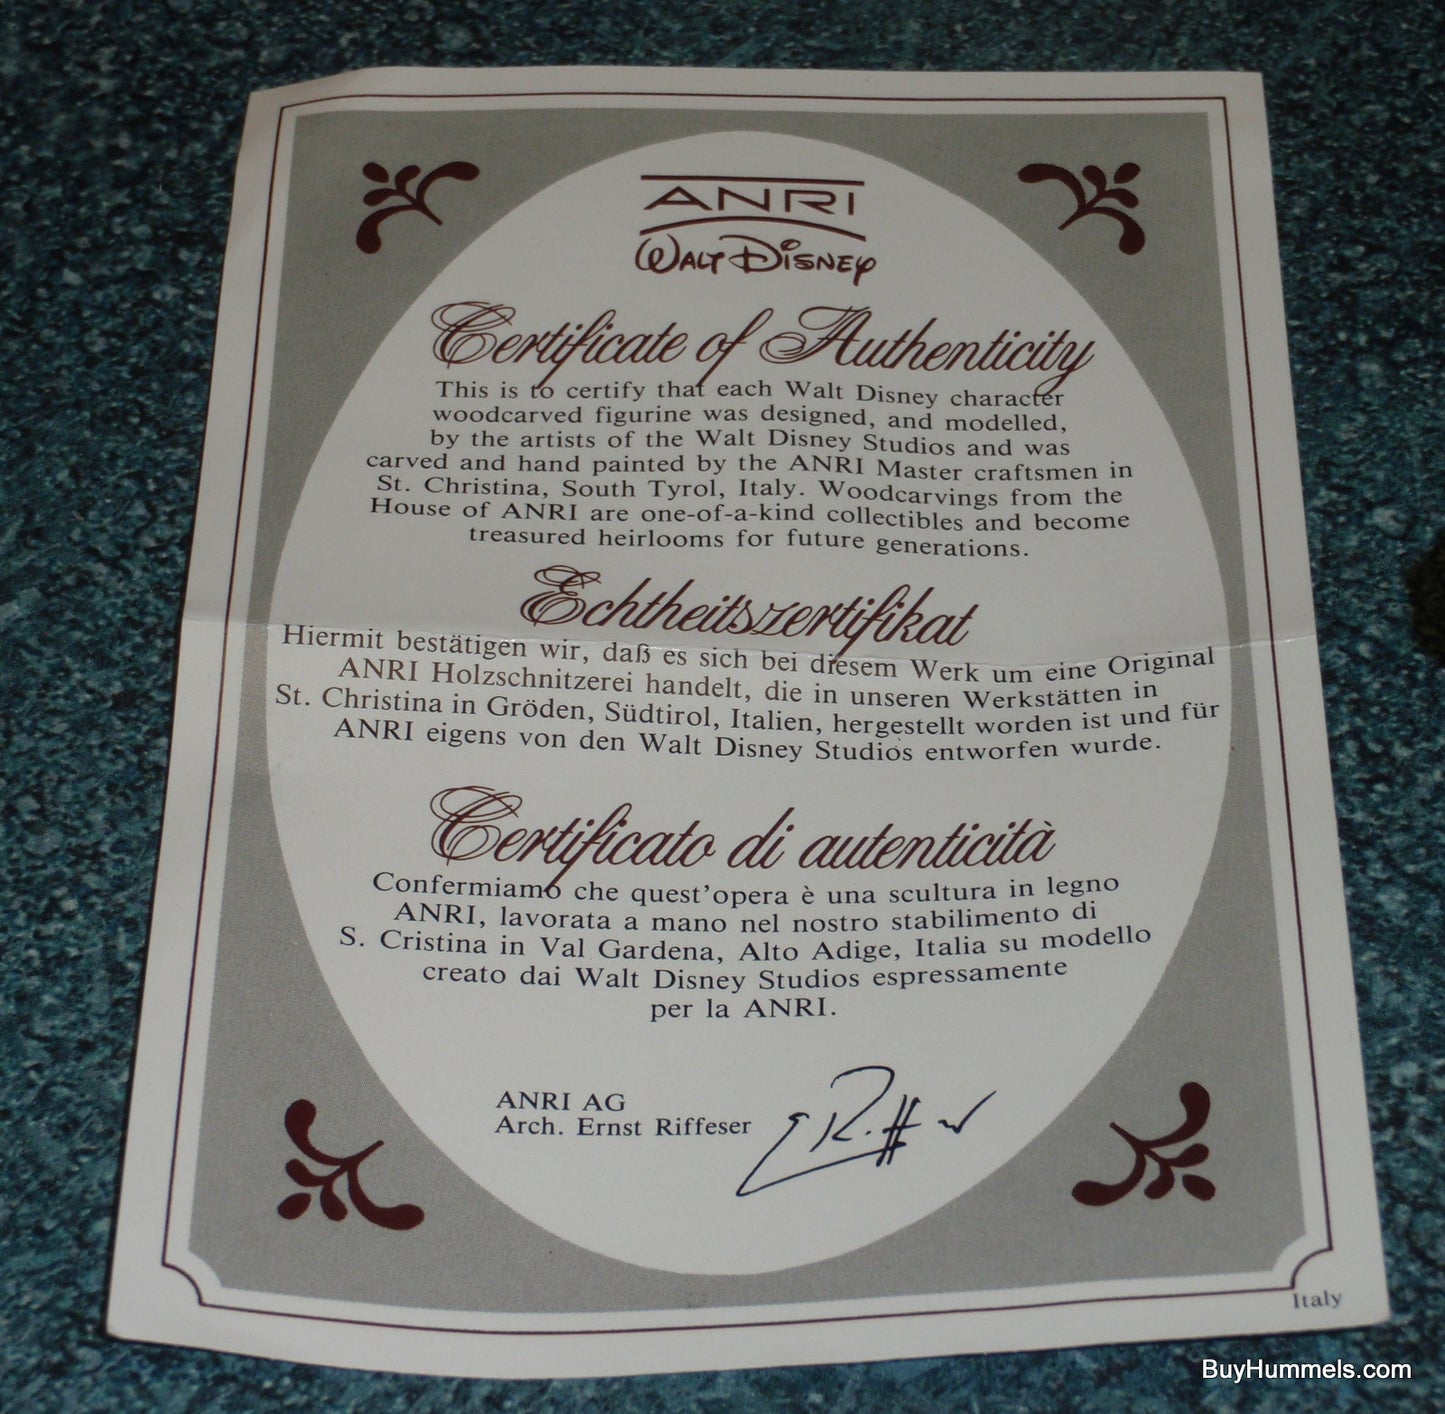 ANRI
WALT DISNEY
Certificate of Authenticity
This is to certify that each Walt Disney character
woodcarved figurine was designed, and modelled,
by the artists of the Walt Disney Studios and was
carved and hand painted by the ANRI Master craftsmen in
St. Christina, South Tyrol, Italy. Woodcarvings from the
House of ANRI are one-of-a-kind collectibles and become
treasured heirlooms for future generations.
Echtheitszertifikat
Hiermit bestätigen wir, daß es sich bei diesem Werk um eine Original
ANRI Holzschnitzerei handelt, die in unseren Werkstätten in
St. Christina in Gröden, Südtirol, Italien, hergestellt worden ist und für
ANRI eigens von den Walt Disney Studios entworfen wurde.
Certificato di autenticità
Confermiamo che quest'opera è una scultura in legno
ANRI, lavorata a mano nel nostro stabilimento di
S. Cristina in Val Gardena, Alto Adige, Italia su modello
creato dai Walt Disney Studios espressamente
per la ANRI.
ANRI AG
Arch. Ernst Riffeser
Italy
BuyHummels.com